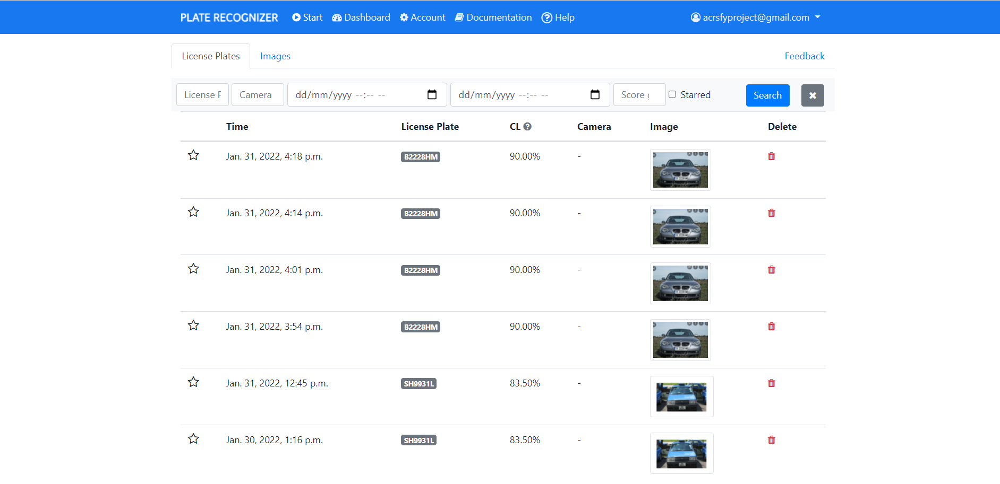 PLATE RECOGNIZER Start Dashboard Account Documentation Help acrsfyproject@gmail.com
License Plates Images Feedback
License P Camera dd/mm/yyyy --:-- -- dd/mm/yyyy --:-- -- Score g Starred Search
Time License Plate CL Camera Image Delete
Jan. 31, 2022, 4:18 p.m. B2228HM 90.00% -
Jan. 31, 2022, 4:14 p.m. B2228HM 90.00% -
Jan. 31, 2022, 4:01 p.m. B2228HM 90.00% -
Jan. 31, 2022, 3:54 p.m. B2228HM 90.00% -
Jan. 31, 2022, 12:45 p.m. SH9931L 83.50% -
Jan. 30, 2022, 1:16 p.m. SH9931L 83.50% -